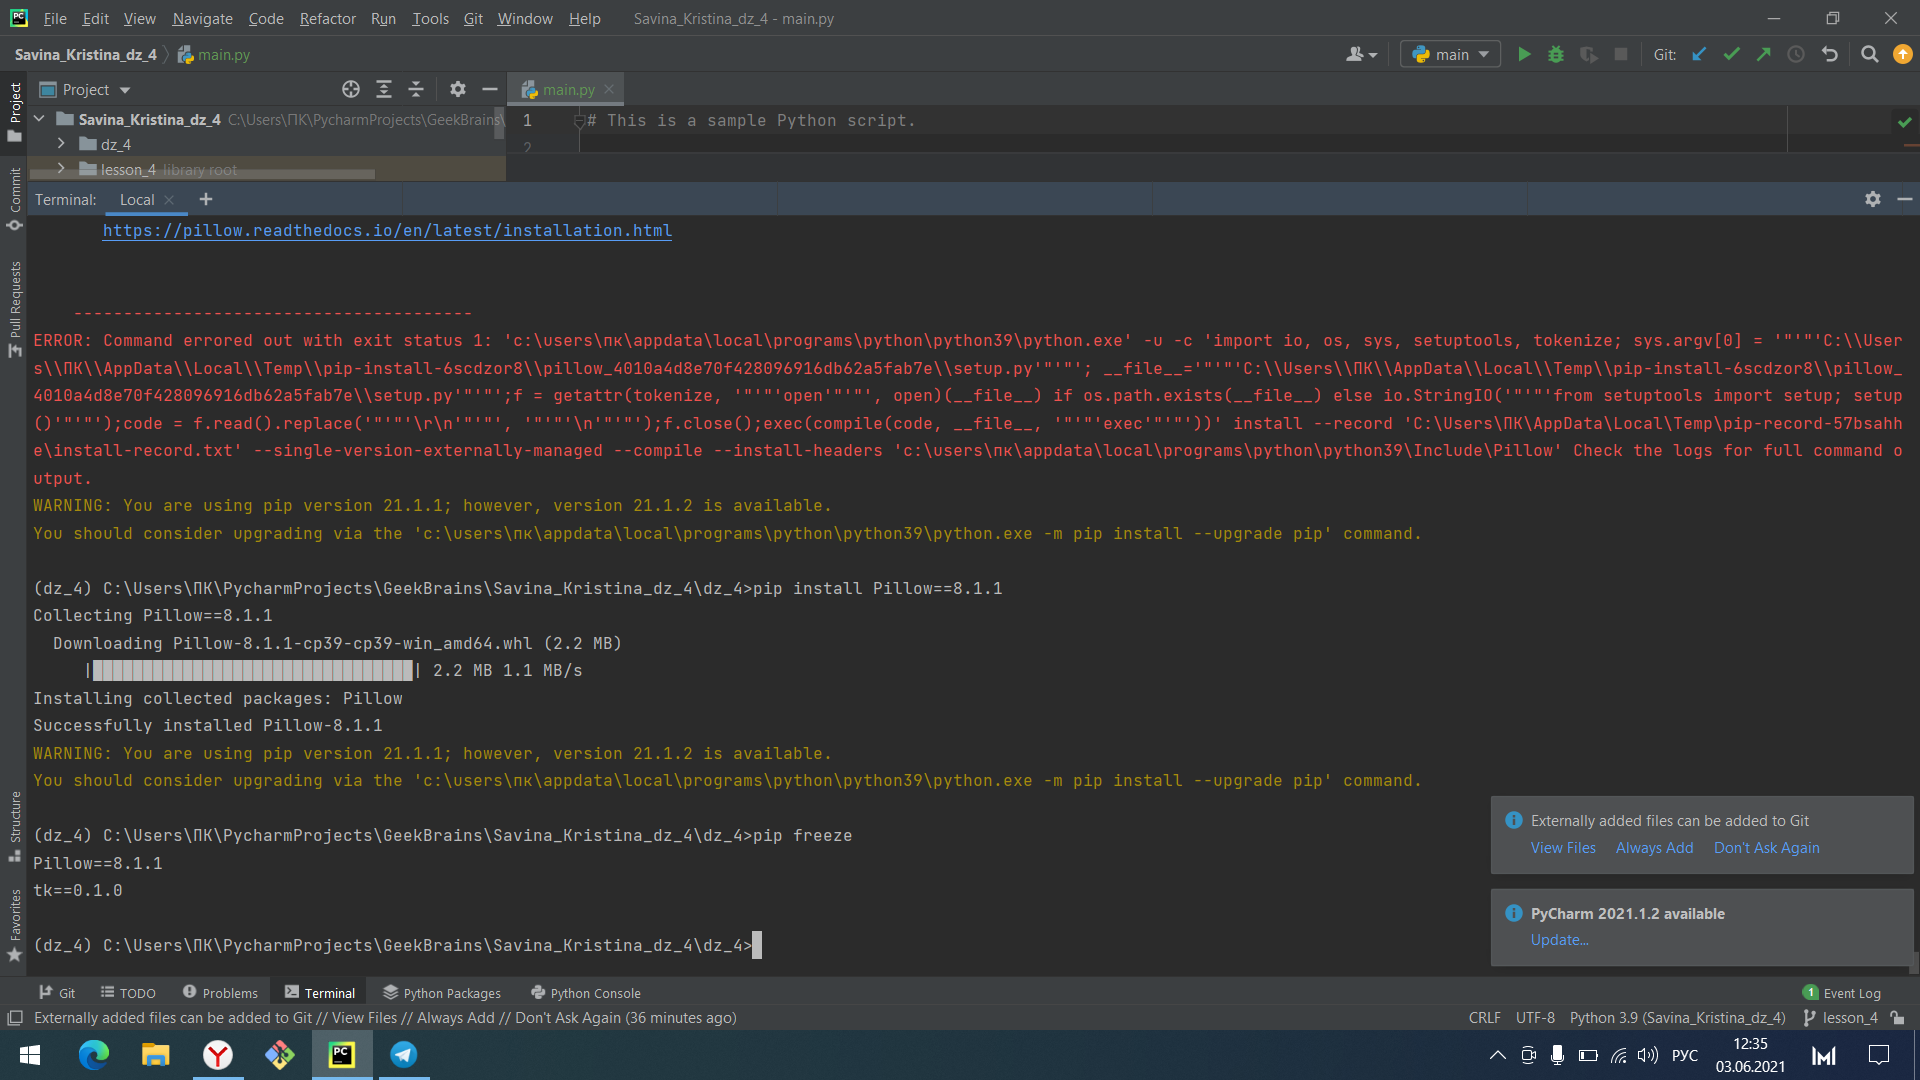 File Edit View Navigate Code Refactor Run Tools Git Window Help Savina_Kristina_dz_4 - main.py
Savina_Kristina_dz_4 main.py main Git:
Project main.py
Savina_Kristina_dz_4 C:\Users\ПК\PycharmProjects\GeekBrains\
1 # This is a sample Python script.
dz_4
2
lesson_4 library root
Terminal: Local
https://pillow.readthedocs.io/en/latest/installation.html
----------------------------------------
ERROR: Command errored out with exit status 1: 'c:\users\пк\appdata\local\programs\python\python39\python.exe' -u -c 'import io, os, sys, setuptools, tokenize; sys.argv[0] = '"'"'C:\\User
s\\ПК\\AppData\\Local\\Temp\\pip-install-6scdzor8\\pillow_4010a4d8e70f428096916db62a5fab7e\\setup.py'"'"'; __file__='"'"'C:\\Users\\ПК\\AppData\\Local\\Temp\\pip-install-6scdzor8\\pillow_
4010a4d8e70f428096916db62a5fab7e\\setup.py'"'"';f = getattr(tokenize, '"'"'open'"'"', open)(__file__) if os.path.exists(__file__) else io.StringIO('"'"'from setuptools import setup; setup
()'"'"');code = f.read().replace('"'"'\r\n'"'"', '"'"'\n'"'"');f.close();exec(compile(code, __file__, '"'"'exec'"'"'))' install --record 'C:\Users\ПК\AppData\Local\Temp\pip-record-57bsahh
e\install-record.txt' --single-version-externally-managed --compile --install-headers 'c:\users\пк\appdata\local\programs\python\python39\Include\Pillow' Check the logs for full command o
utput.
WARNING: You are using pip version 21.1.1; however, version 21.1.2 is available.
You should consider upgrading via the 'c:\users\пк\appdata\local\programs\python\python39\python.exe -m pip install --upgrade pip' command.
(dz_4) C:\Users\ПК\PycharmProjects\GeekBrains\Savina_Kristina_dz_4\dz_4>pip install Pillow==8.1.1
Collecting Pillow==8.1.1
Downloading Pillow-8.1.1-cp39-cp39-win_amd64.whl (2.2 MB)
| | 2.2 MB 1.1 MB/s
Installing collected packages: Pillow
Successfully installed Pillow-8.1.1
WARNING: You are using pip version 21.1.1; however, version 21.1.2 is available.
You should consider upgrading via the 'c:\users\пк\appdata\local\programs\python\python39\python.exe -m pip install --upgrade pip' command.
(dz_4) C:\Users\ПК\PycharmProjects\GeekBrains\Savina_Kristina_dz_4\dz_4>pip freeze
Pillow==8.1.1
tk==0.1.0
(dz_4) C:\Users\ПК\PycharmProjects\GeekBrains\Savina_Kristina_dz_4\dz_4>
Externally added files can be added to Git
View Files Always Add Don't Ask Again
PyCharm 2021.1.2 available
Update...
Project
Commit
Pull Requests
Structure
Favorites
Git TODO Problems Terminal Python Packages Python Console 1 Event Log
Externally added files can be added to Git // View Files // Always Add // Don't Ask Again (36 minutes ago) CRLF UTF-8 Python 3.9 (Savina_Kristina_dz_4) lesson_4
РУС 12:35
03.06.2021